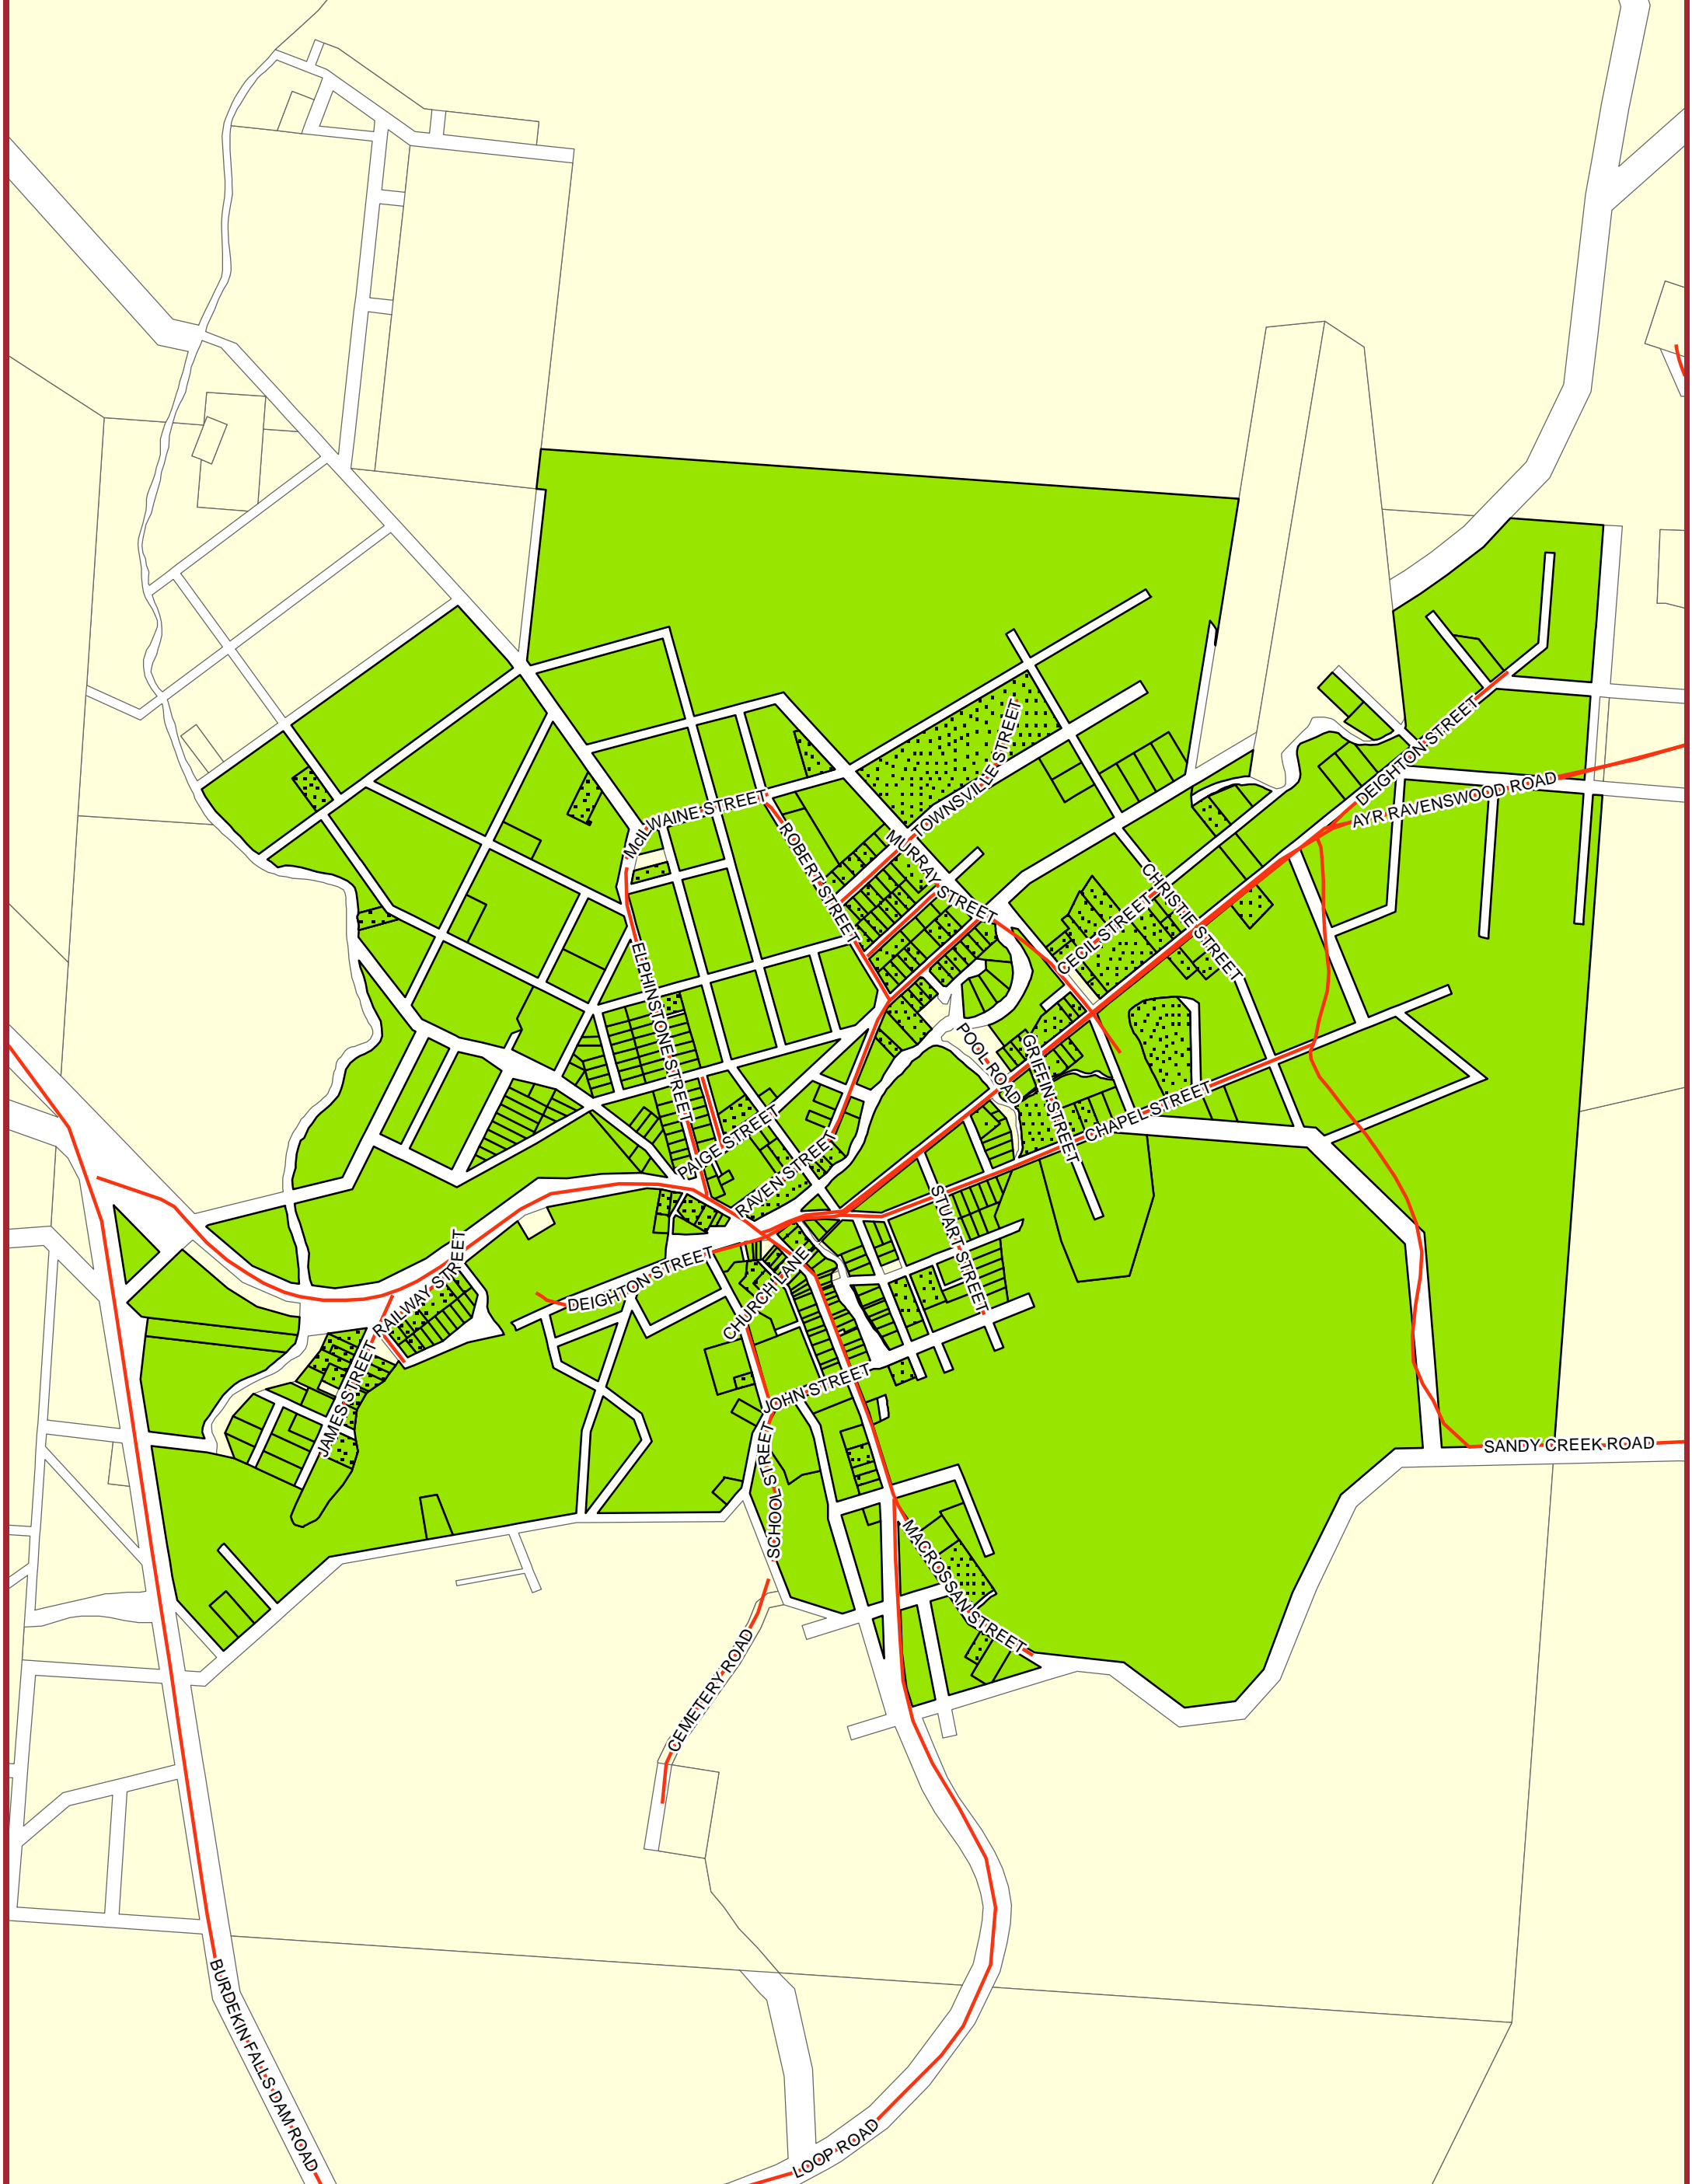 TOWNSVILLE STREET
DEIGHTON STREET
AYR RAVENSWOOD ROAD
McILWAINE STREET
ROBERT STREET
MURRAY STREET
CHRISTIE STREET
CECIL STREET
ELPHINSTONE STREET
POOL ROAD
GRIFFIN STREET
CHAPEL STREET
PAIGE STREET
RAVEN STREET
STUART STREET
RAILWAY STREET
DEIGHTON STREET
CHURCH LANE
JAMES STREET
JOHN STREET
SCHOOL STREET
SANDY CREEK ROAD
MACROSSAN STREET
CEMETERY ROAD
BURDEKIN FALLS DAM ROAD
LOOP ROAD